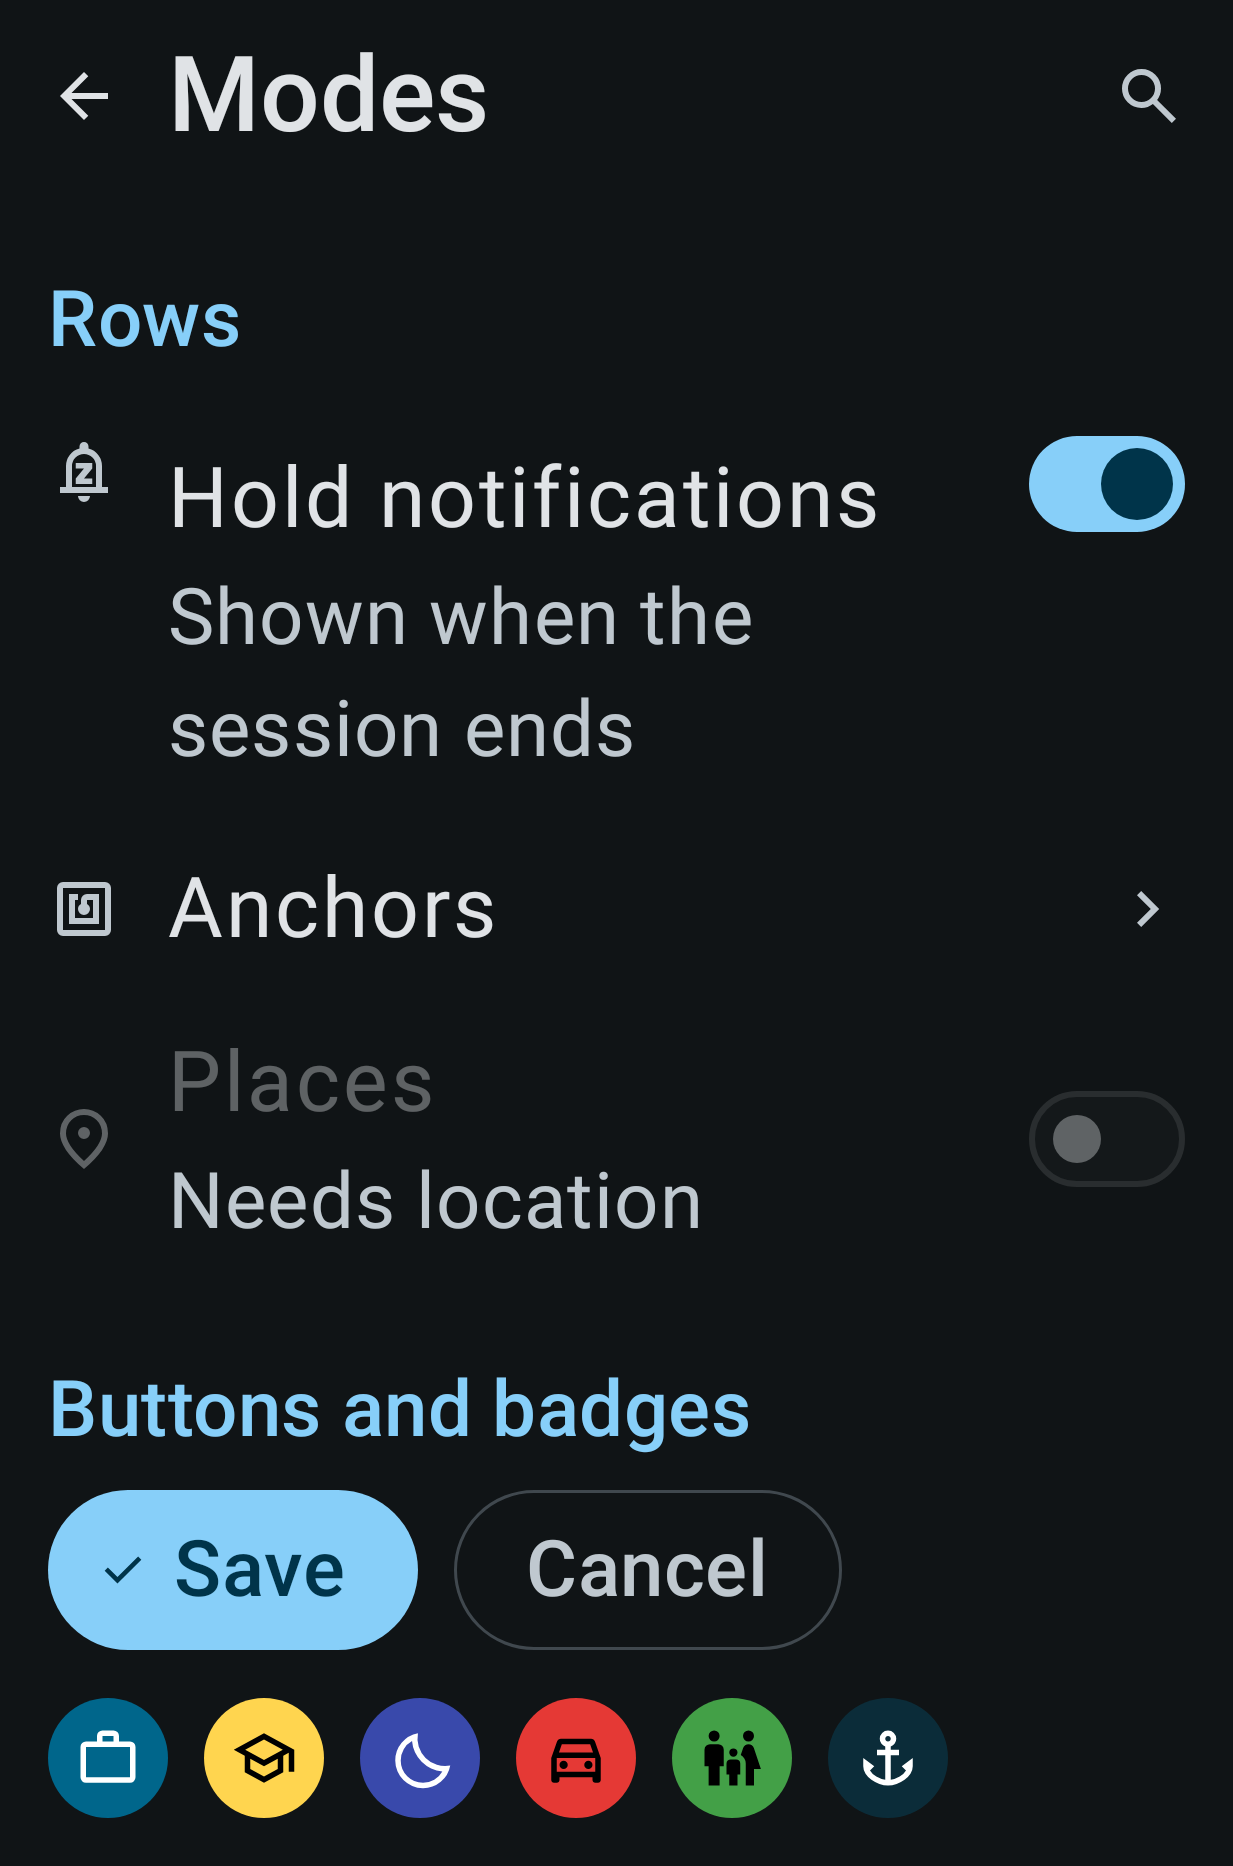 Modes
Rows
Hold notifications
Shown when the
session ends
Anchors
Places
Needs location
Buttons and badges
Save
Cancel